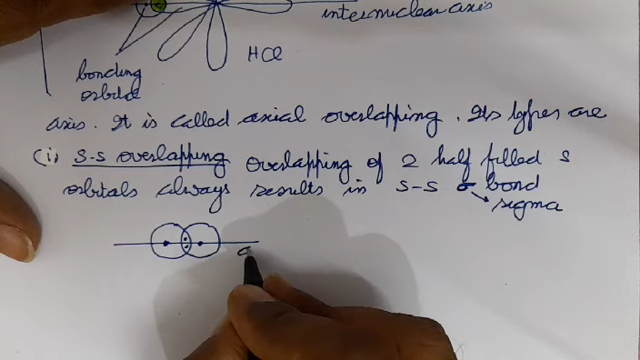 internuclear axis
HCl
bonding
orbital
axis. It is called axial overlapping. Its types are
(i) S-S overlapping overlapping of 2 half filled s
orbitals always results in s-s σ bond
sigma